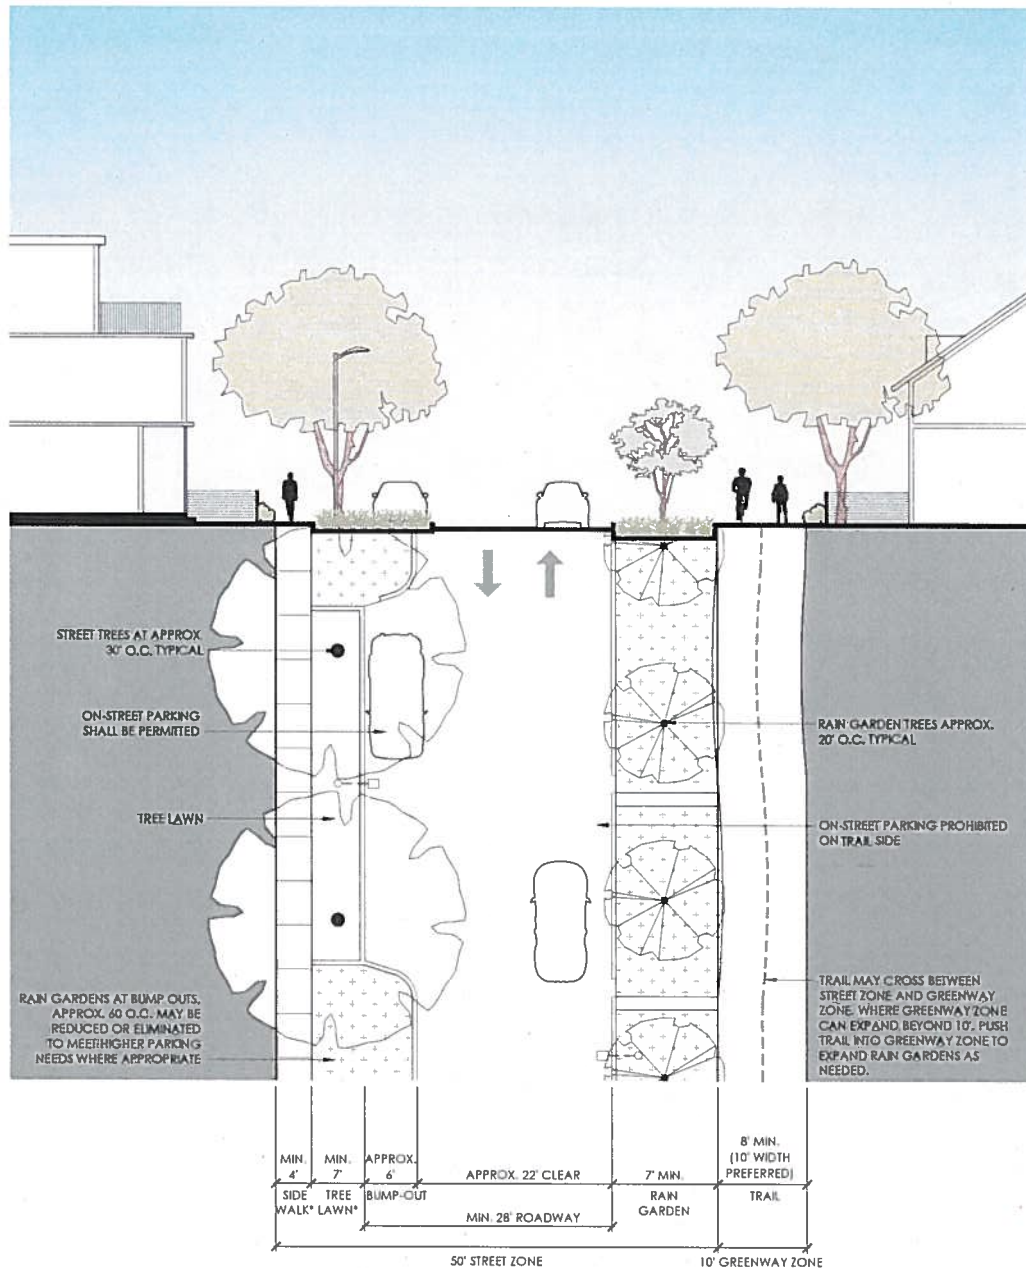 STREET TREES AT APPROX
30' O.C. TYPICAL
ON-STREET PARKING
SHALL BE PERMITTED
TREE LAWN
RAIN GARDENS AT BUMP OUTS,
APPROX. 60 O.C. MAY BE
REDUCED OR ELIMINATED
TO MEET HIGHER PARKING
NEEDS WHERE APPROPRIATE
RAIN GARDEN TREES APPROX.
20' O.C. TYPICAL
ON-STREET PARKING PROHIBITED
ON TRAIL SIDE
TRAIL MAY CROSS BETWEEN
STREET ZONE AND GREENWAY
ZONE. WHERE GREENWAY ZONE
CAN EXPAND BEYOND 10', PUSH
TRAIL INTO GREENWAY ZONE TO
EXPAND RAIN GARDENS AS
NEEDED.
MIN.
4'
SIDE
WALK*
MIN.
7'
TREE
LAWN*
APPROX.
6'
BUMP-OUT
APPROX. 22' CLEAR
7' MIN.
RAIN
GARDEN
8' MIN.
(10' WIDTH
PREFERRED)
TRAIL
MIN. 28' ROADWAY
50' STREET ZONE
10' GREENWAY ZONE